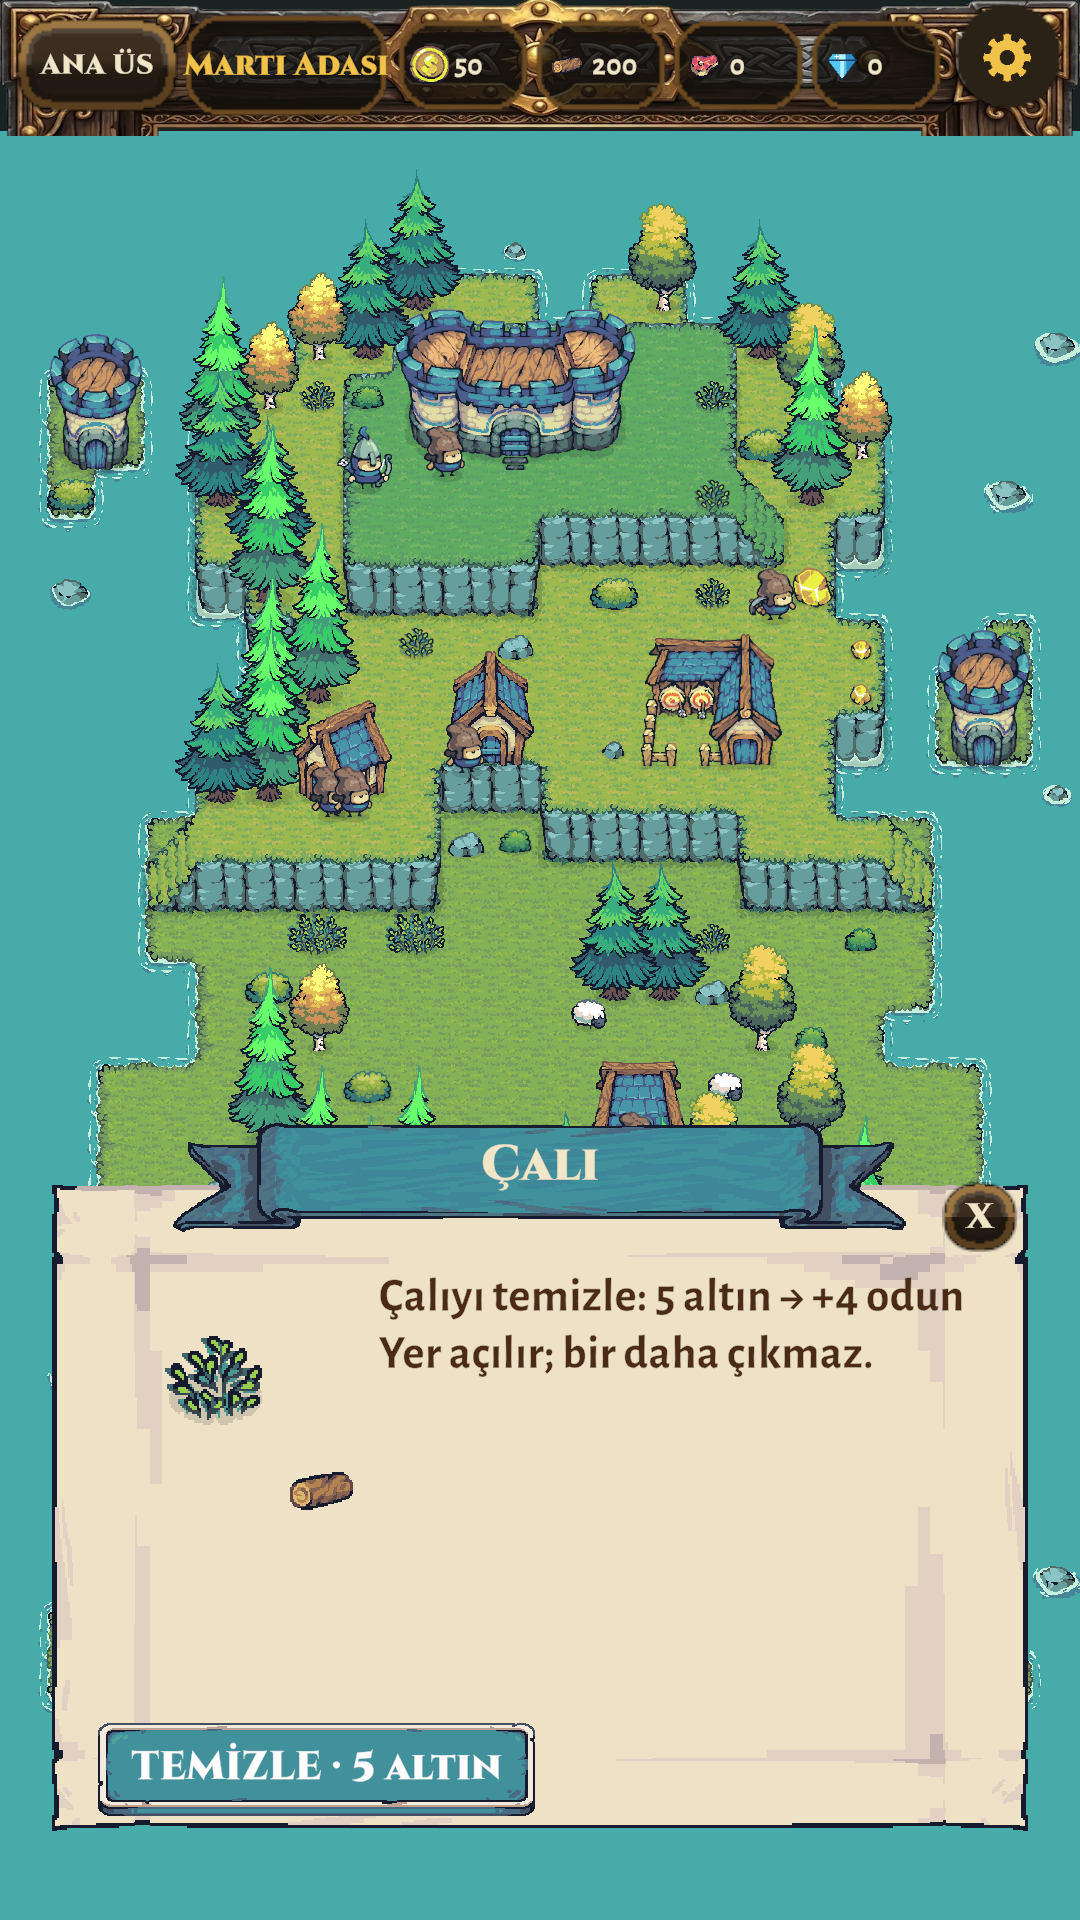 ANA ÜS
MARTI ADASI
50
200
0
0
ÇALI
X
Çalıyı temizle: 5 altın → +4 odun
Yer açılır; bir daha çıkmaz.
TEMİZLE · 5 ALTIN